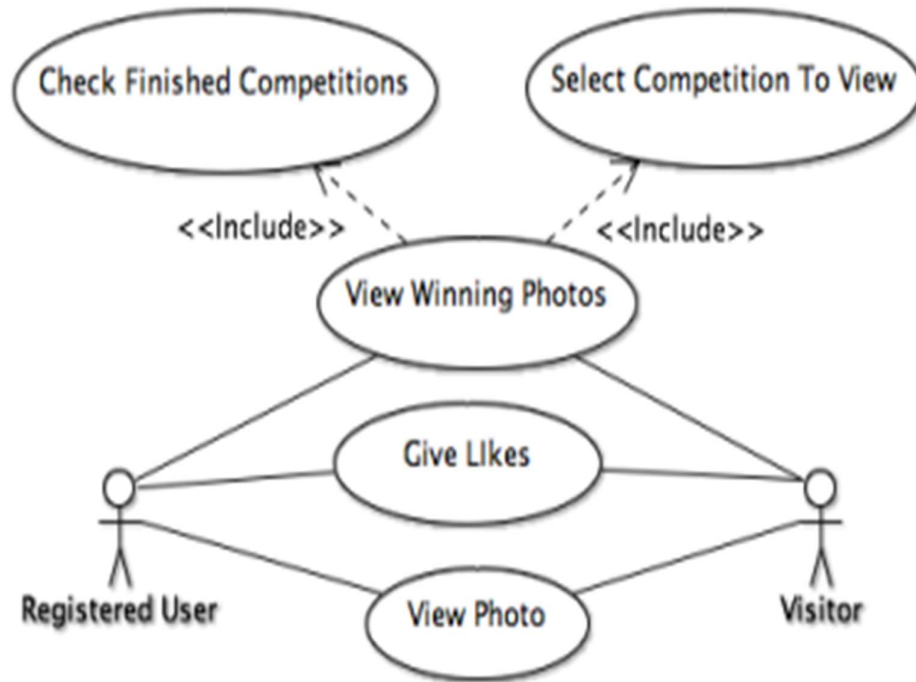 Check Finished Competitions
Select Competition To View
<<Include>>
<<Include>>
View Winning Photos
Give LIkes
View Photo
Registered User
Visitor